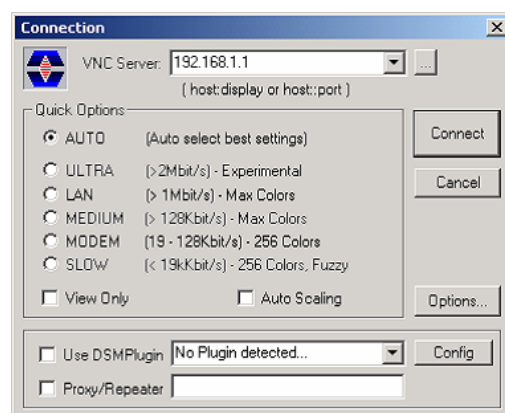 Connection
VNC Server: 192.168.1.1 ...
( host:display or host::port )
Quick Options
AUTO (Auto select best settings)
Connect
ULTRA (>2Mbit/s) - Experimental
Cancel
LAN (> 1Mbit/s) - Max Colors
MEDIUM (> 128Kbit/s) - Max Colors
MODEM (19 - 128Kbit/s) - 256 Colors
SLOW (< 19kKbit/s) - 256 Colors, Fuzzy
View Only Auto Scaling Options...
Use DSMPlugin No Plugin detected... Config
Proxy/Repeater